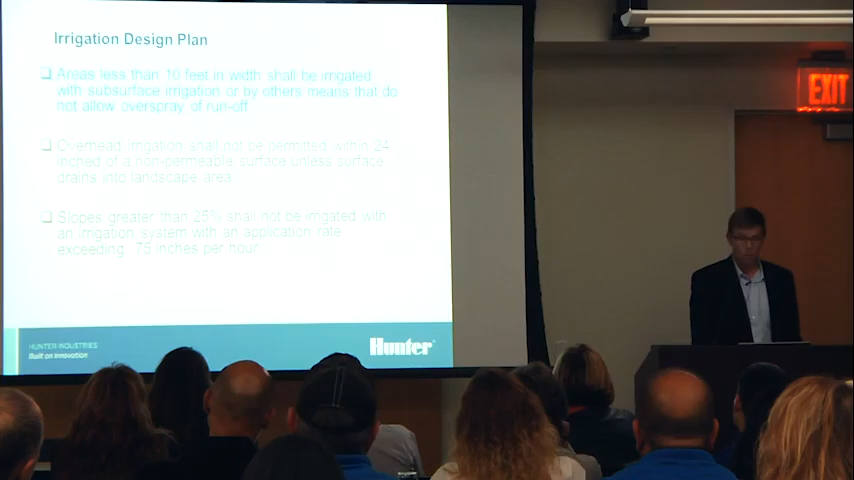 Irrigation Design Plan
Areas less than 10 feet in width shall be irrigated
with subsurface irrigation or by others means that do
not allow overspray of run-off
Overhead irrigation shall not be permitted within 24
inched of a non-permeable surface unless surface
drains into landscape area.
Slopes greater than 25% shall not be irrigated with
an irrigation system with an application rate
exceeding .75 inches per hour.
HUNTER INDUSTRIES
Built on Innovation
Hunter
EXIT